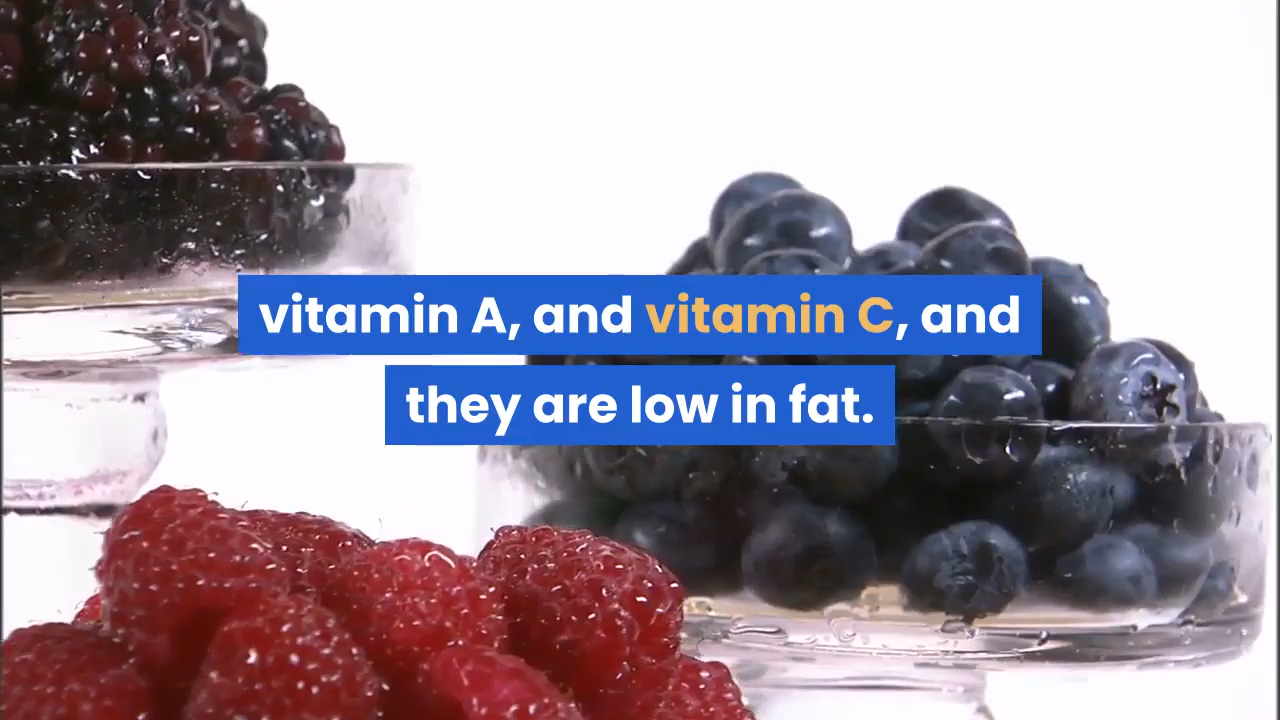 vitamin A, and vitamin C, and
they are low in fat.